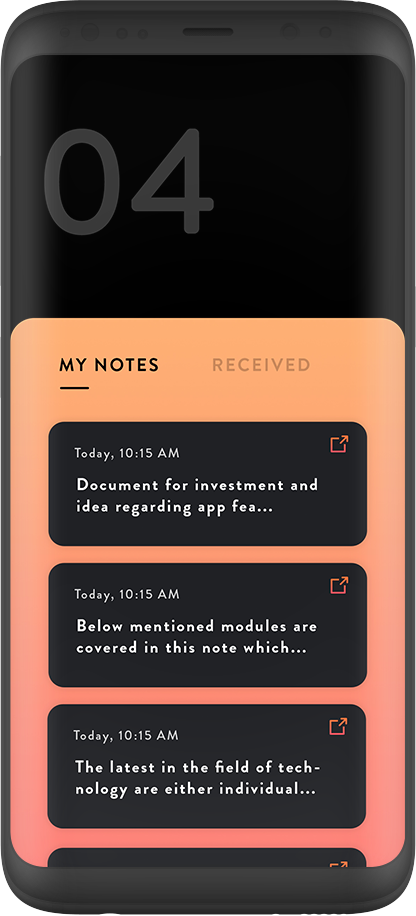 04
MY NOTES
RECEIVED
Today, 10:15 AM
Document for investment and
idea regarding app fea...
Today, 10:15 AM
Below mentioned modules are
covered in this note which...
Today, 10:15 AM
The latest in the field of tech-
nology are either individual...